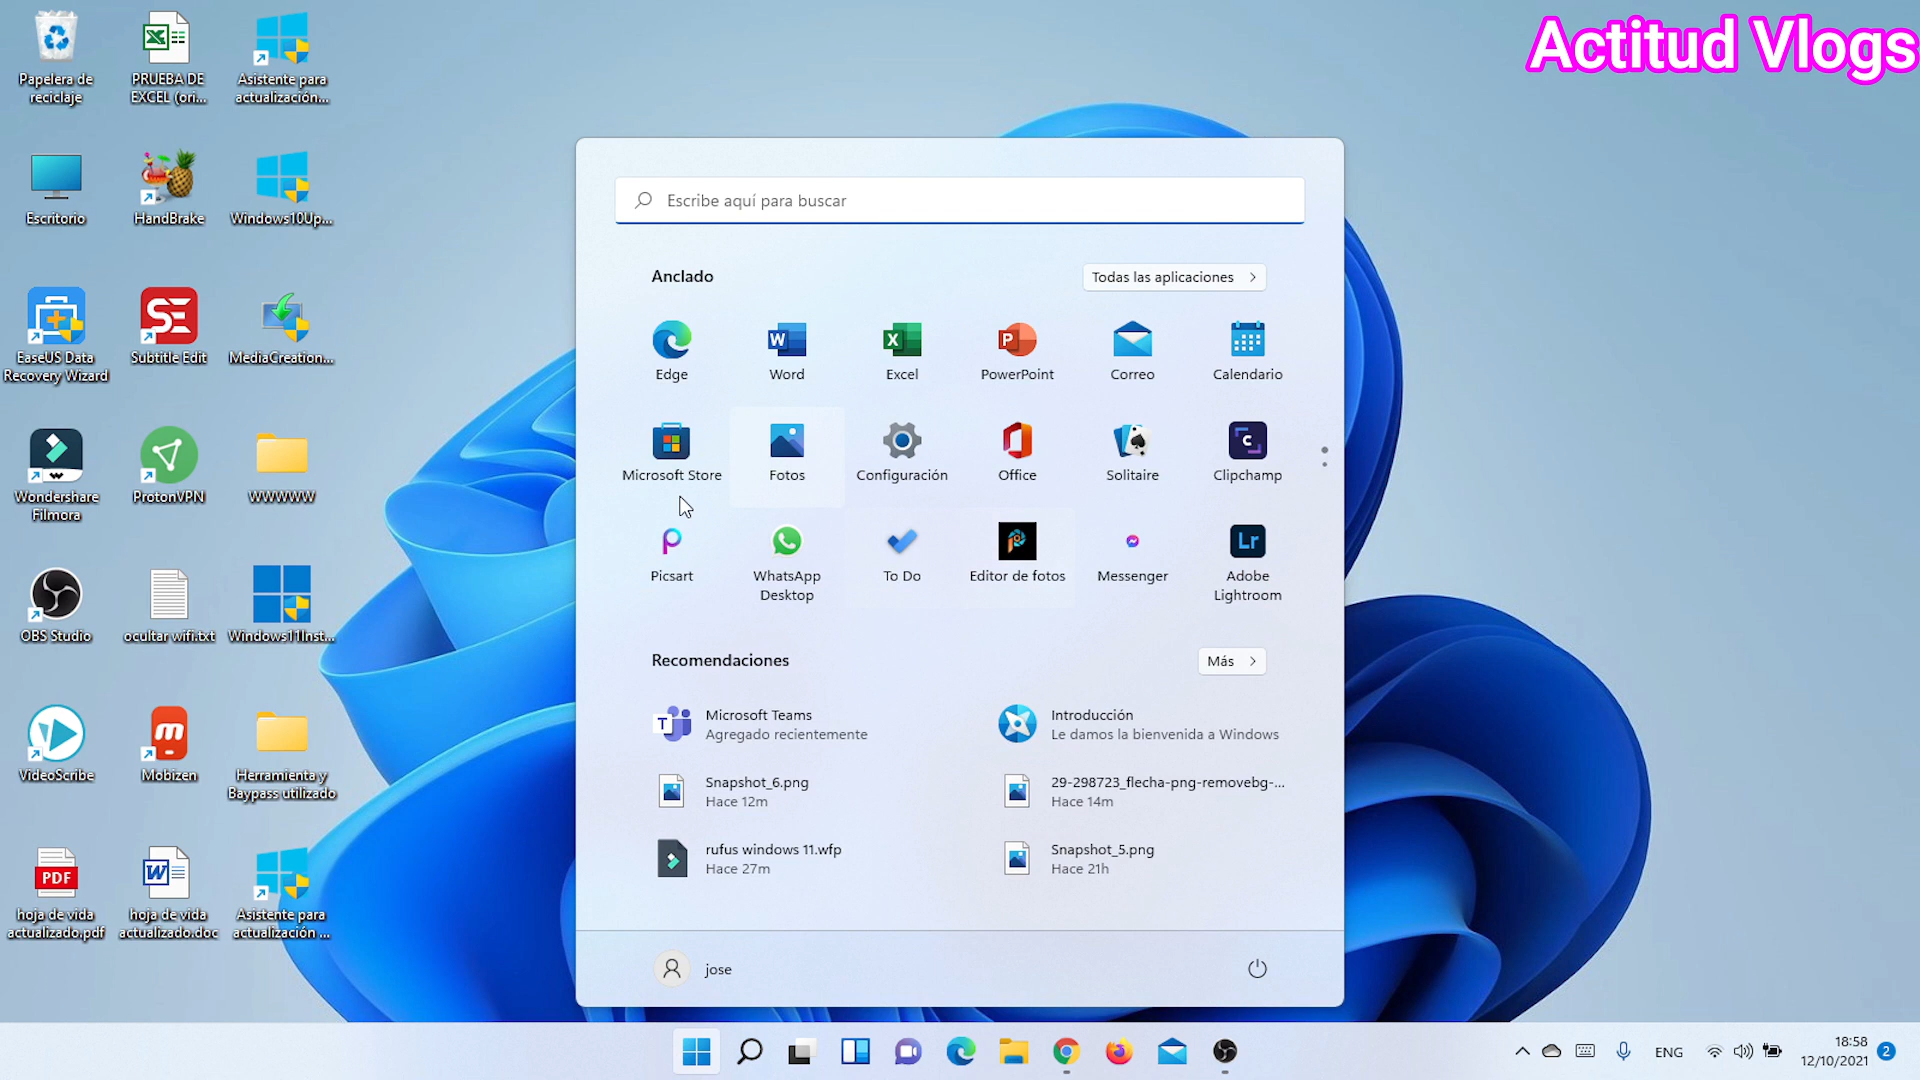 Actitud Vlogs
Papelera de
reciclaje
PRUEBA DE
EXCEL (ori...
Asistente para
actualización...
Escritorio
HandBrake
Windows10Up...
EaseUS Data
Recovery Wizard
Subtitle Edit
MediaCreation...
Wondershare
Filmora
ProtonVPN
WWWWW
OBS Studio
ocultar wifi.txt
Windows11Inst...
VideoScribe
Mobizen
Herramienta y
Baypass utilizado
PDF
hoja de vida
actualizado.pdf
hoja de vida
actualizado.doc
Asistente para
actualización ...
Escribe aquí para buscar
Anclado
Todas las aplicaciones
Edge
Word
Excel
PowerPoint
Correo
Calendario
Microsoft Store
Fotos
Configuración
Office
Solitaire
Clipchamp
Picsart
WhatsApp
Desktop
To Do
Editor de fotos
Messenger
Lr
Adobe
Lightroom
Recomendaciones
Más
Microsoft Teams
Agregado recientemente
Introducción
Le damos la bienvenida a Windows
Snapshot_6.png
Hace 12m
29-298723_flecha-png-removebg-...
Hace 14m
rufus windows 11.wfp
Hace 27m
Snapshot_5.png
Hace 21h
jose
ENG
18:58
12/10/2021
2